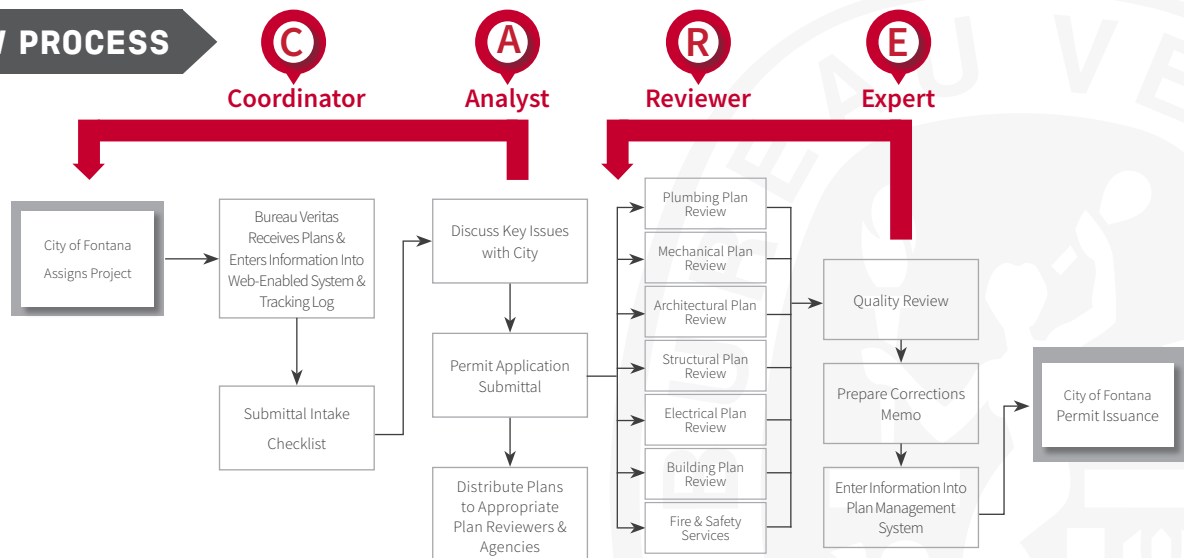 PROCESS
C
A
R
E
Coordinator
Analyst
Reviewer
Expert
City of Fontana
Assigns Project
Bureau Veritas
Receives Plans &
Enters Information Into
Web-Enabled System &
Tracking Log
Submittal Intake
Checklist
Discuss Key Issues
with City
Permit Application
Submittal
Distribute Plans
to Appropriate
Plan Reviewers &
Agencies
Plumbing Plan
Review
Mechanical Plan
Review
Architectural Plan
Review
Structural Plan
Review
Electrical Plan
Review
Building Plan
Review
Fire & Safety
Services
Quality Review
Prepare Corrections
Memo
Enter Information Into
Plan Management
System
City of Fontana
Permit Issuance
BUREAU VE